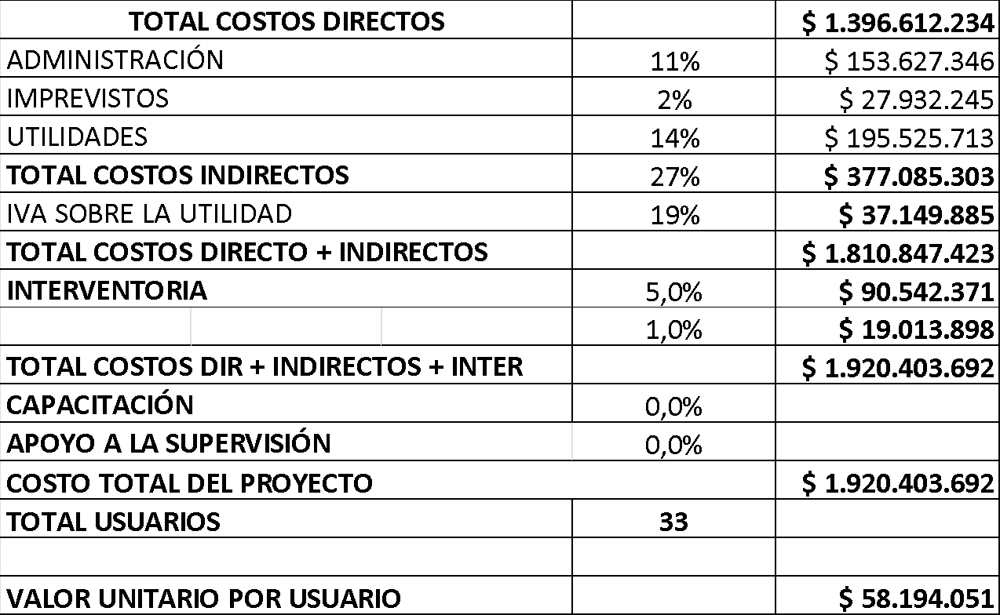 TOTAL COSTOS DIRECTOS $ 1.396.612.234
ADMINISTRACIÓN 11% $ 153.627.346
IMPREVISTOS 2% $ 27.932.245
UTILIDADES 14% $ 195.525.713
TOTAL COSTOS INDIRECTOS 27% $ 377.085.303
IVA SOBRE LA UTILIDAD 19% $ 37.149.885
TOTAL COSTOS DIRECTO + INDIRECTOS $ 1.810.847.423
INTERVENTORIA 5,0% $ 90.542.371
1,0% $ 19.013.898
TOTAL COSTOS DIR + INDIRECTOS + INTER $ 1.920.403.692
CAPACITACIÓN 0,0%
APOYO A LA SUPERVISIÓN 0,0%
COSTO TOTAL DEL PROYECTO $ 1.920.403.692
TOTAL USUARIOS 33
VALOR UNITARIO POR USUARIO $ 58.194.051